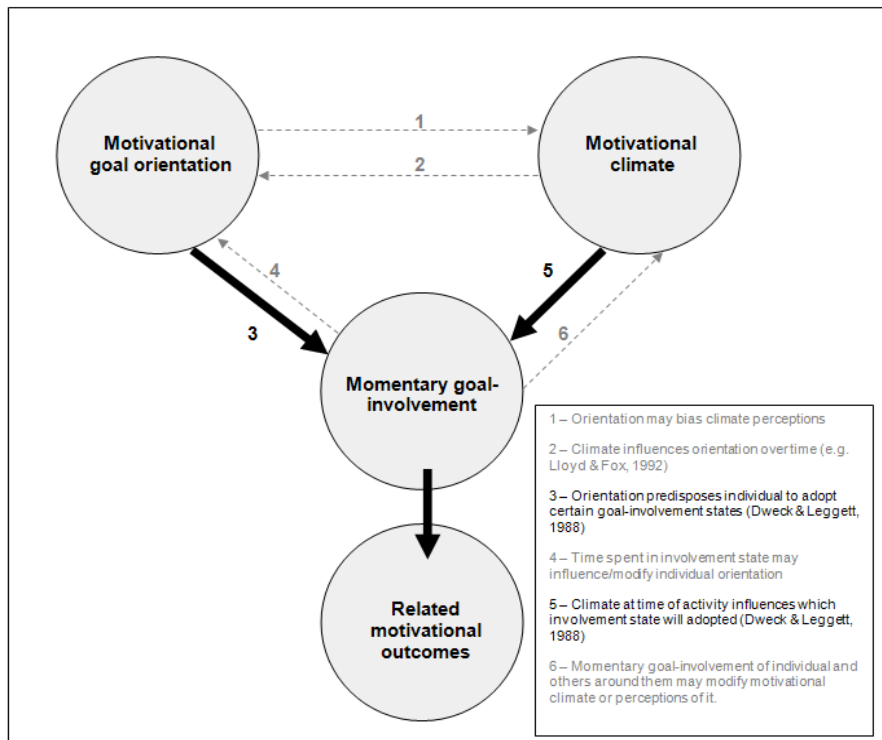 Motivational
goal orientation
1
2
Motivational
climate
4
3
5
6
Momentary goal-
involvement
Related
motivational
outcomes
1 – Orientation may bias climate perceptions
2 – Climate influences orientation overtime (e.g.
Lloyd & Fox, 1992)
3 – Orientation predisposes individual to adopt
certain goal-involvement states (Dweck & Leggett,
1988)
4 – Time spent in involvement state may
influence/modify individual orientation
5 – Climate at time of activity influences which
involvement state will adopted (Dweck & Leggett,
1988)
6 – Momentary goal-involvement of individual and
others around them may modify motivational
climate or perceptions of it.